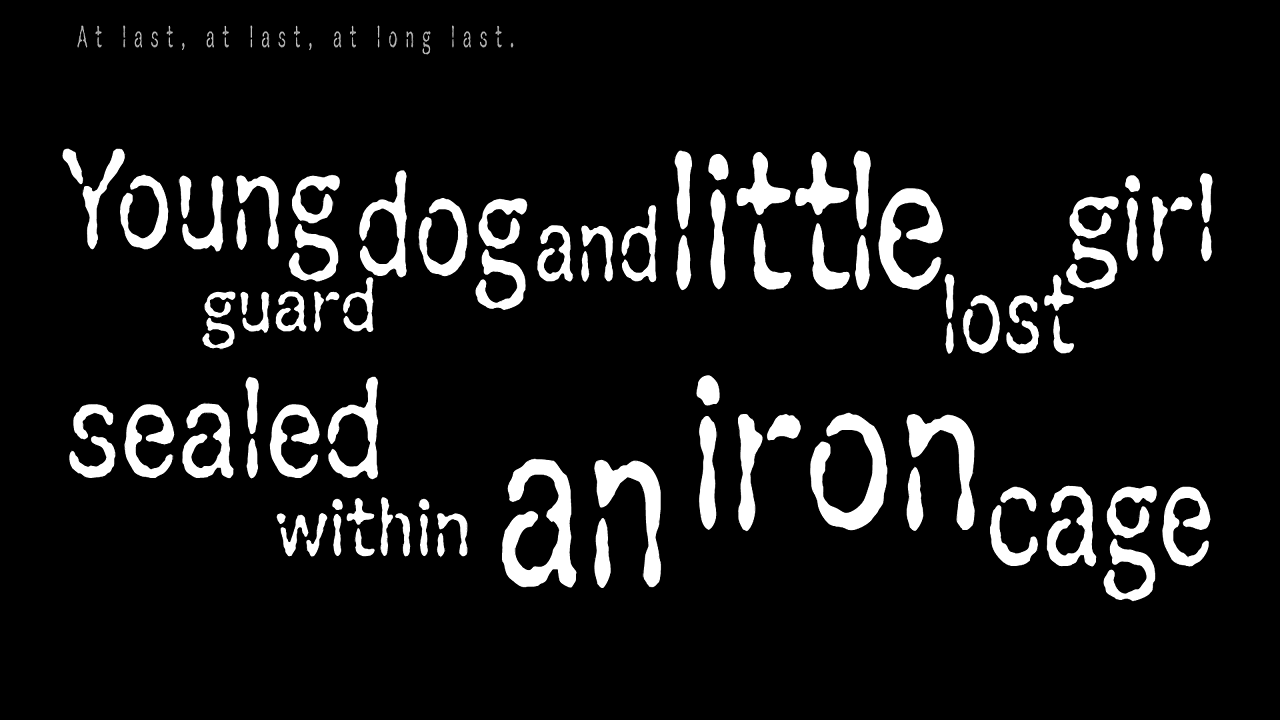 At last, at last, at long last.
Young guard dog and little lost girl
sealed within an iron cage